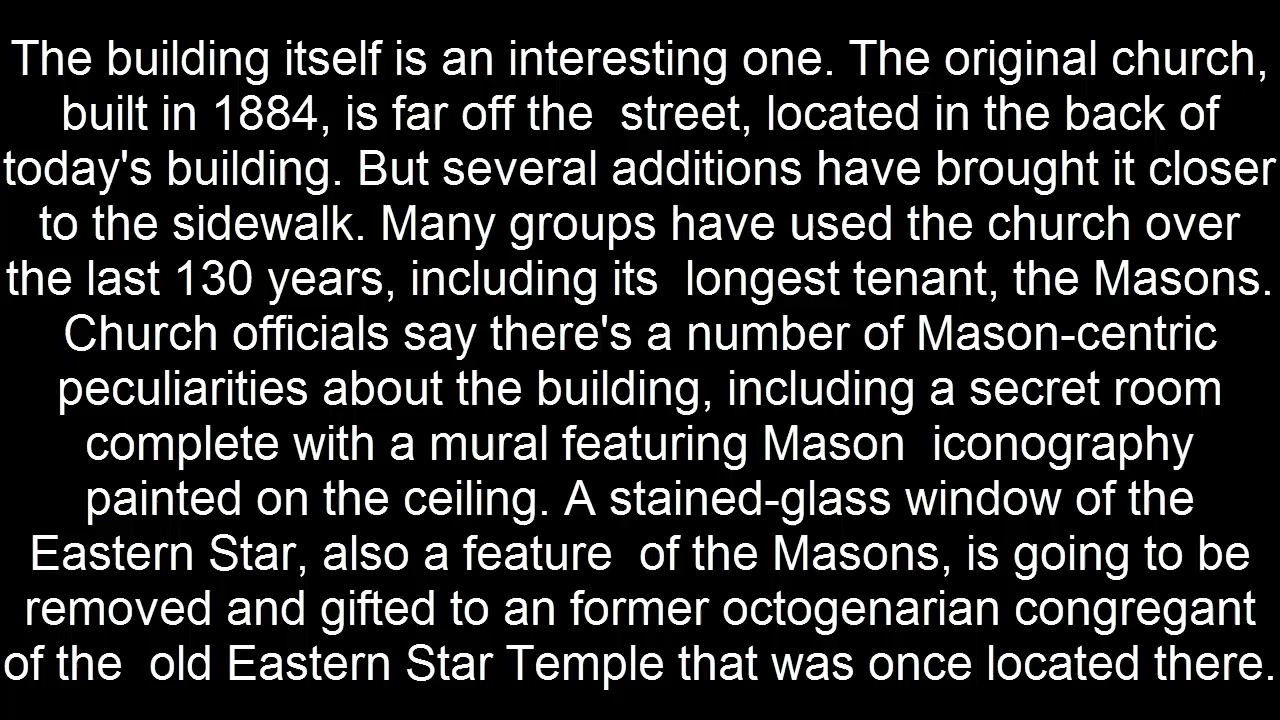 The building itself is an interesting one. The original church,
built in 1884, is far off the  street, located in the back of
today's building. But several additions have brought it closer
to the sidewalk. Many groups have used the church over
the last 130 years, including its  longest tenant, the Masons.
Church officials say there's a number of Mason-centric
peculiarities about the building, including a secret room
complete with a mural featuring Mason  iconography
painted on the ceiling. A stained-glass window of the
Eastern Star, also a feature  of the Masons, is going to be
removed and gifted to an former octogenarian congregant
of the  old Eastern Star Temple that was once located there.